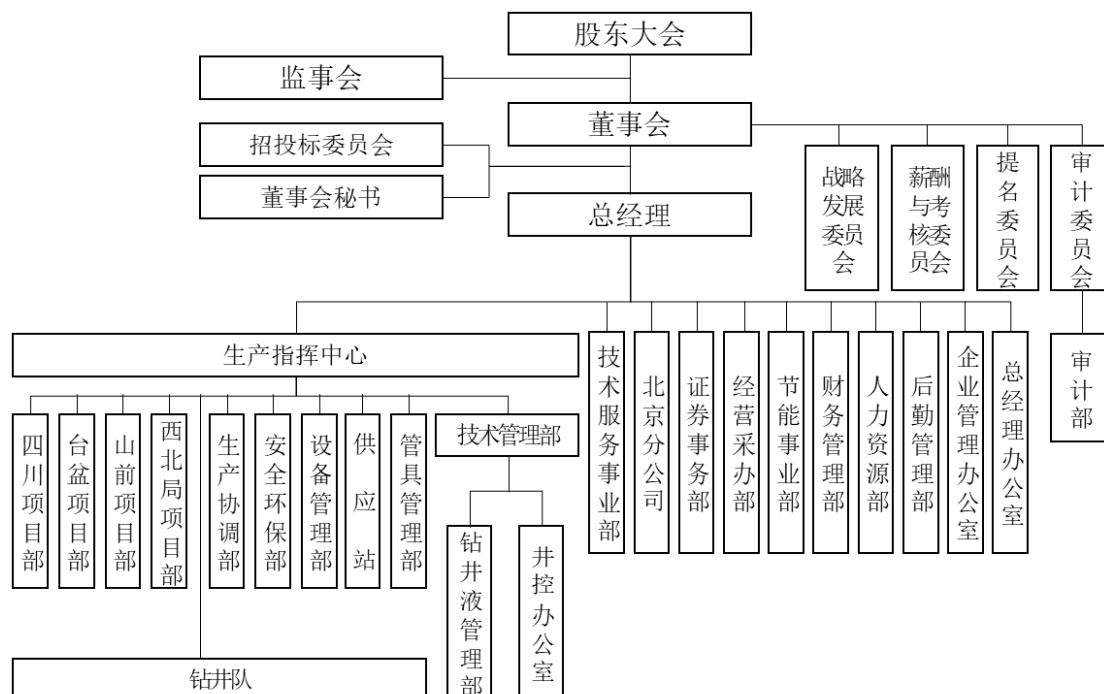 股东大会
监事会
董事会
招投标委员会
董事会秘书
总经理
战略
发展
委员
会
薪酬
与考
核委
员会
提名委员会
审计委员会
生产指挥中心
技术服务事业部
北京分公司
证券事务部
经营采办部
节能事业部
财务管理部
人力资源部
后勤管理部
企业管理办公室
总经理办公室
审计部
四川项目部
台盆项目部
山前项目部
西北局项目部
生产协调部
安全环保部
设备管理部
供应站
管具管理部
技术管理部
钻井液管理部
井控办公室
钻井队